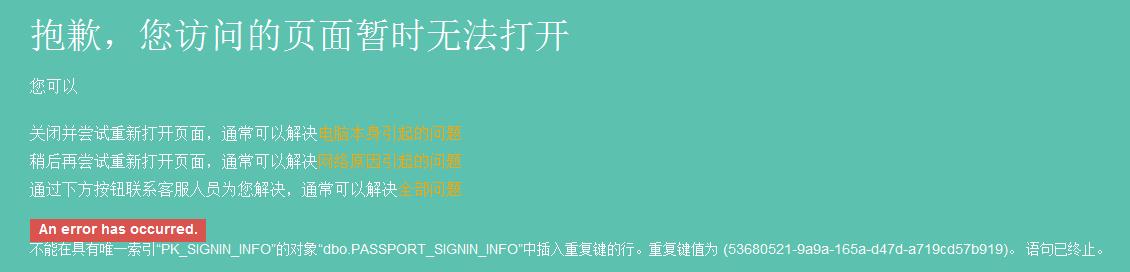 抱歉，您访问的页面暂时无法打开
您可以
关闭并尝试重新打开页面，通常可以解决电脑本身引起的问题
稍后再尝试重新打开页面，通常可以解决网络原因引起的问题
通过下方按钮联系客服人员为您解决，通常可以解决全部问题
An error has occurred.
不能在具有唯一索引“PK_SIGNIN_INFO”的对象“dbo.PASSPORT_SIGNIN_INFO”中插入重复键的行。重复键值为 (53680521-9a9a-165a-d47d-a719cd57b919)。 语句已终止。